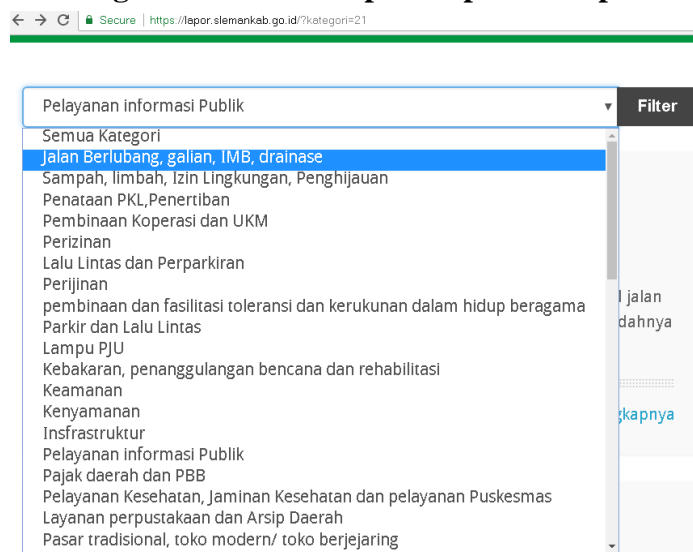 Secure | https://lapor.slemankab.go.id/?kategori=21
Pelayanan informasi Publik
Filter
Semua Kategori
Jalan Berlubang, galian, IMB, drainase
Sampah, limbah, Izin Lingkungan, Penghijauan
Penataan PKL,Penertiban
Pembinaan Koperasi dan UKM
Perizinan
Lalu Lintas dan Perparkiran
Perijinan
pembinaan dan fasilitasi toleransi dan kerukunan dalam hidup beragama
Parkir dan Lalu Lintas
Lampu PJU
Kebakaran, penanggulangan bencana dan rehabilitasi
Keamanan
Kenyamanan
Insfrastruktur
Pelayanan informasi Publik
Pajak daerah dan PBB
Pelayanan Kesehatan, Jaminan Kesehatan dan pelayanan Puskesmas
Layanan perpustakaan dan Arsip Daerah
Pasar tradisional, toko modern/ toko berjejaring
jalan
dahnya
gkapnya